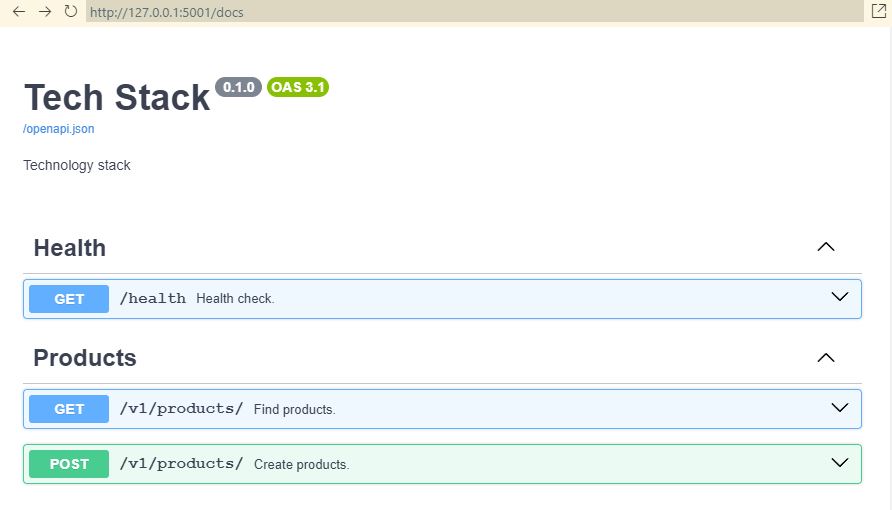 http://127.0.0.1:5001/docs
Tech Stack 0.1.0 OAS 3.1
/openapi.json
Technology stack
Health
GET /health Health check.
Products
GET /v1/products/ Find products.
POST /v1/products/ Create products.